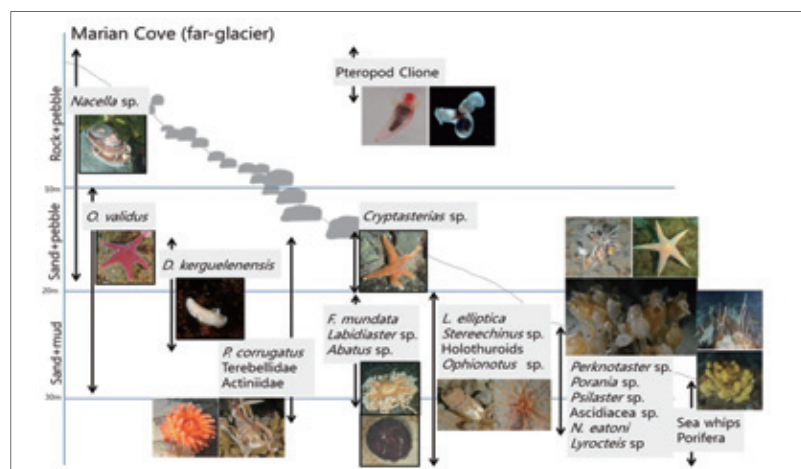 Marian Cove (far-glacier)
Pteropod Clione
Nacella sp.
Rock+pebble
10m
O. validus
Cryptasterias sp.
Sand+pebble
D. kerguelenensis
20m
F. mundata
Labidiaster sp.
Abatus sp.
L. elliptica
Stereechinus sp.
Holothuroids
Ophionotus sp.
Sand+mud
P. corrugatus
Terebellidae
Actiniidae
Perknotaster sp.
Porania sp.
Psilaster sp.
Ascidiacea sp.
N. eatoni
Lyrocteis sp
30m
Sea whips
Porifera